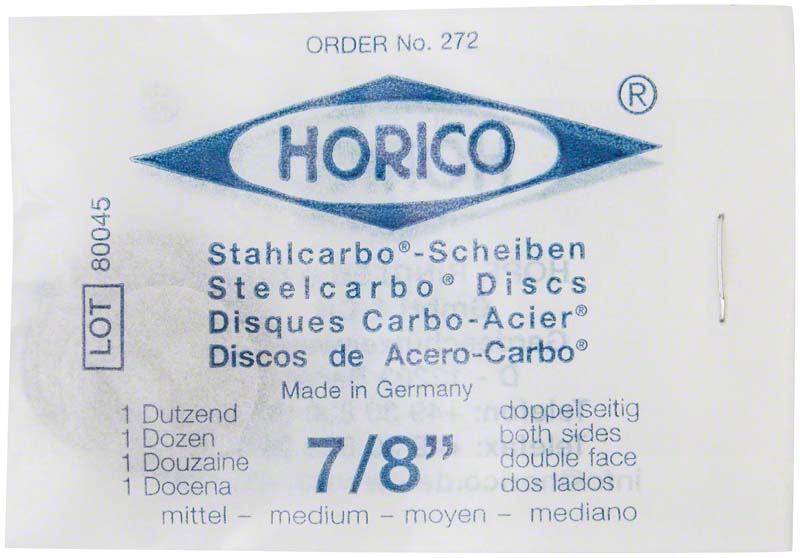 ORDER No. 272
HORICO ®
Stahlcarbo®-Scheiben
Steelcarbo® Discs
Disques Carbo-Acier®
Discos de Acero-Carbo®
LOT 80045
Made in Germany
1 Dutzend
1 Dozen
1 Douzaine
1 Docena
7/8”
doppelseitig
both sides
double face
dos lados
mittel – medium – moyen – mediano